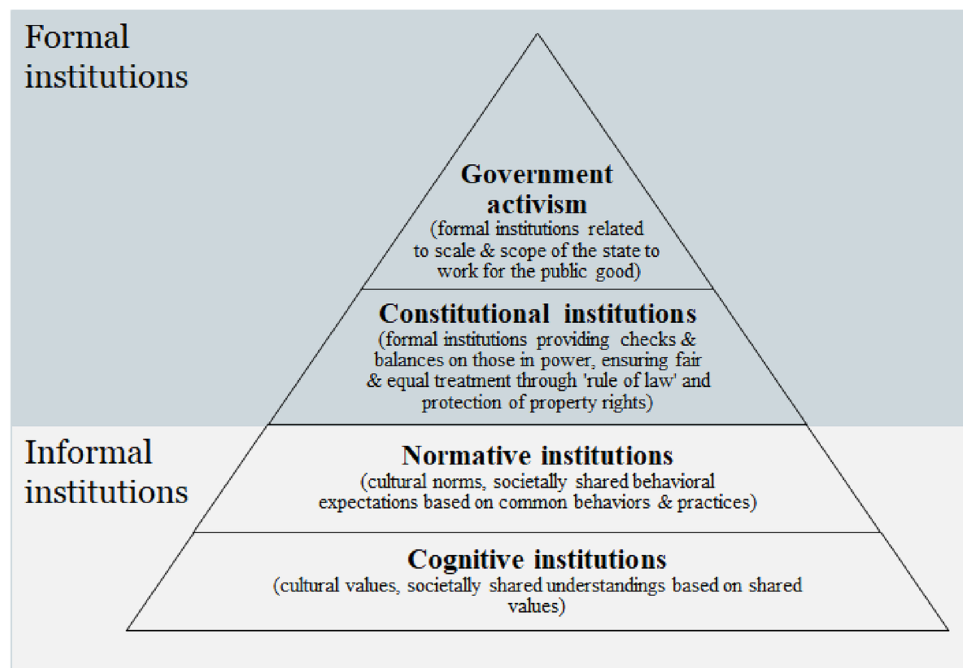 Formal
institutions
Government
activism
(formal institutions related
to scale & scope of the state to
work for the public good)
Constitutional institutions
(formal institutions providing checks &
balances on those in power, ensuring fair
& equal treatment through 'rule of law' and
protection of property rights)
Informal
institutions
Normative institutions
(cultural norms, societally shared behavioral
expectations based on common behaviors & practices)
Cognitive institutions
(cultural values, societally shared understandings based on shared
values)